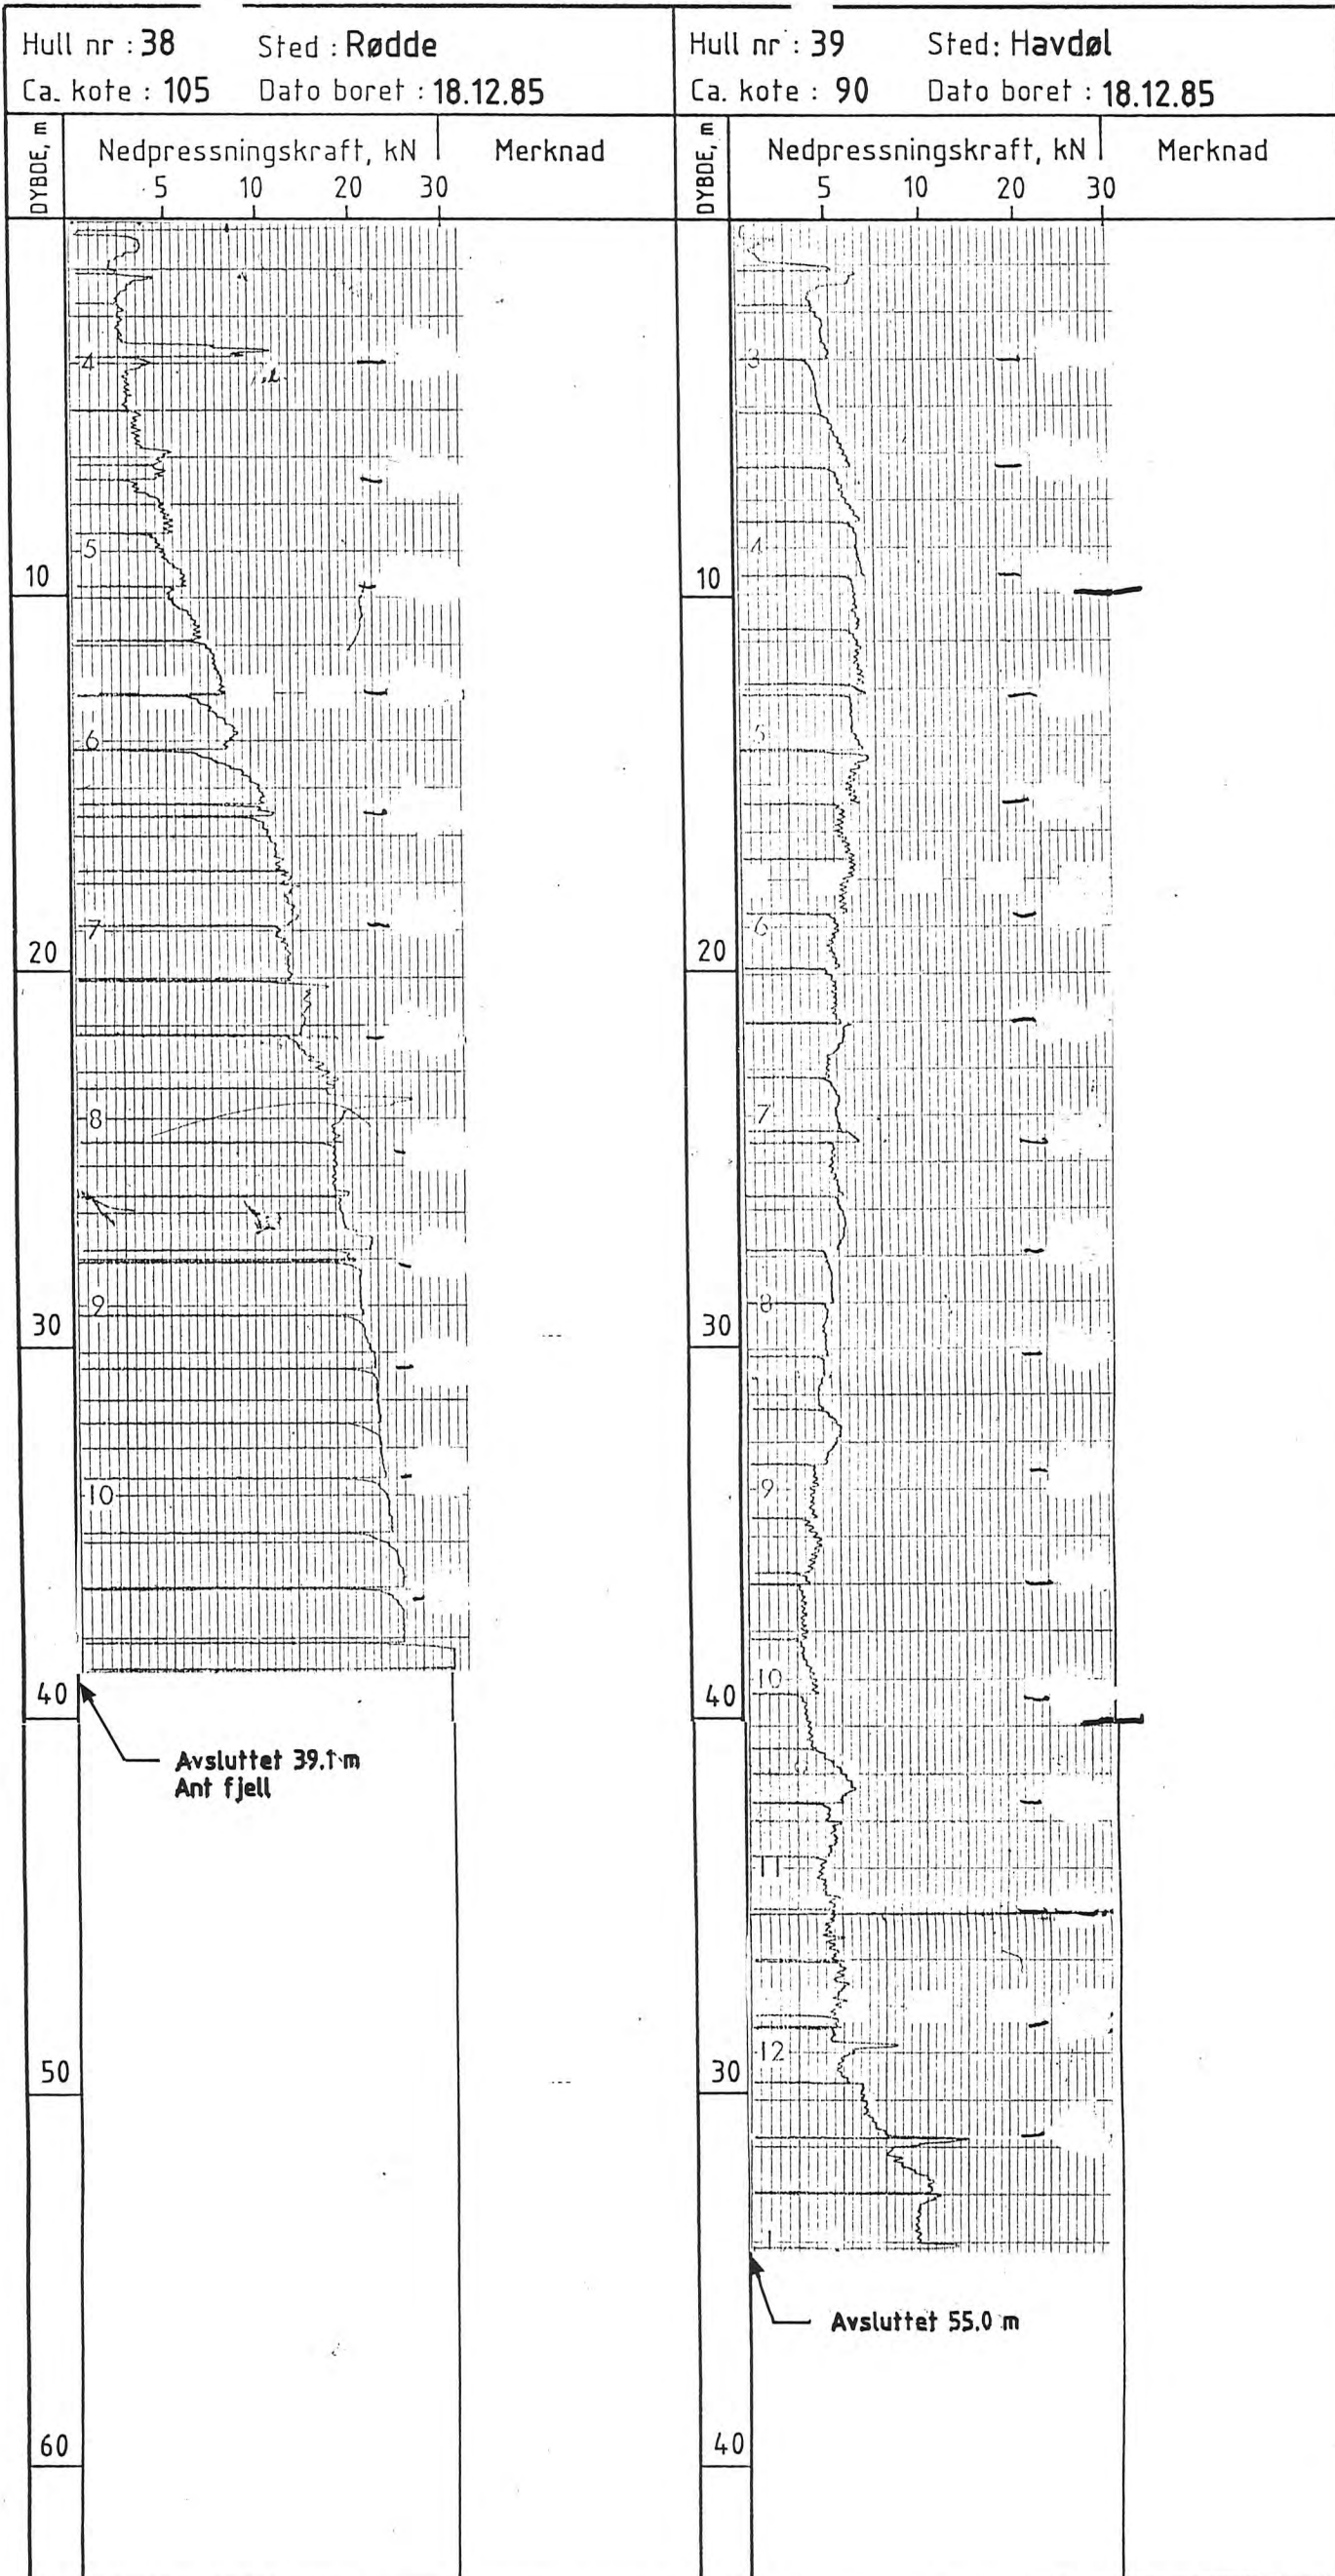 Hull nr : 38 Sted : Rødde
Ca. kote : 105 Dato boret : 18.12.85
DYBDE, m
Nedpressningskraft, kN Merknad
5 10 20 30
4
5
10
6
7
20
8
9
30
10
40
Avsluttet 39.1 m
Ant fjell
50
60
Hull nr : 39 Sted: Havdøl
Ca. kote : 90 Dato boret : 18.12.85
DYBDE, m
Nedpressningskraft, kN Merknad
5 10 20 30
3
4
10
5
6
20
7
8
30
9
10
40
11
12
30
1
Avsluttet 55.0 m
40